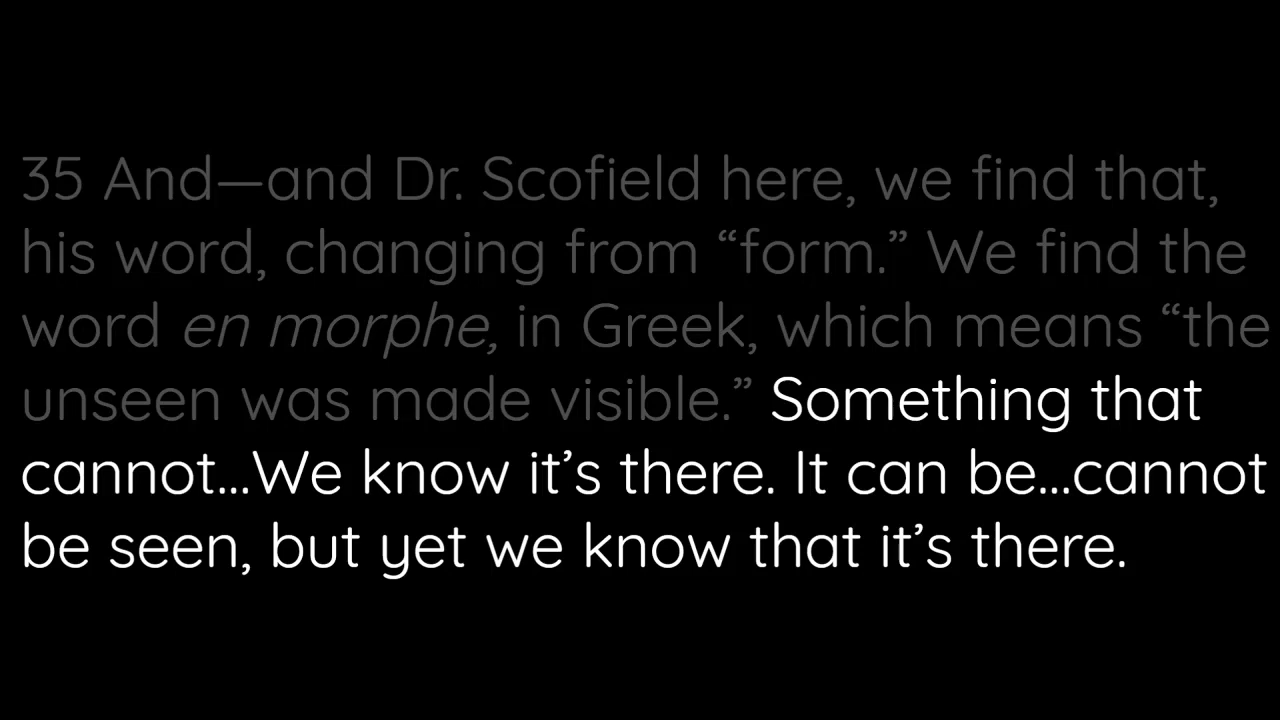 35 And—and Dr. Scofield here, we find that,
his word, changing from “form.” We find the
word en morphe, in Greek, which means “the
unseen was made visible.” Something that
cannot...We know it’s there. It can be...cannot
be seen, but yet we know that it’s there.